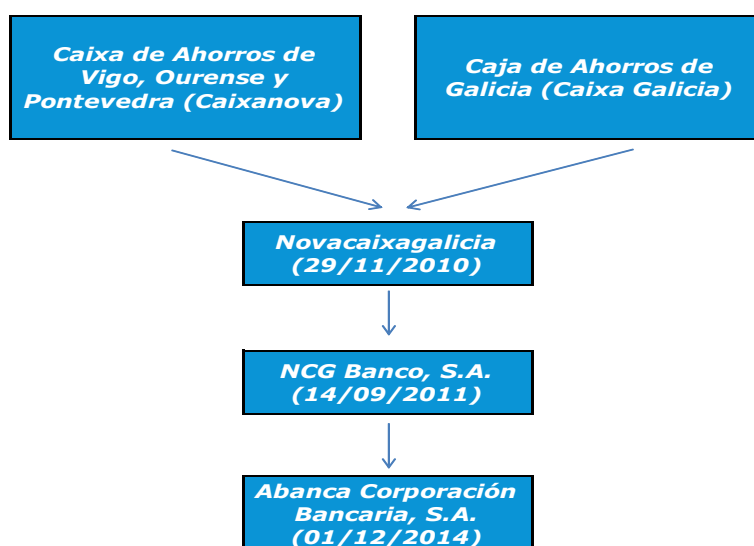 Caixa de Ahorros de
Vigo, Ourense y
Pontevedra (Caixanova)
Caja de Ahorros de
Galicia (Caixa Galicia)
Novacaixagalicia
(29/11/2010)
NCG Banco, S.A.
(14/09/2011)
Abanca Corporación
Bancaria, S.A.
(01/12/2014)